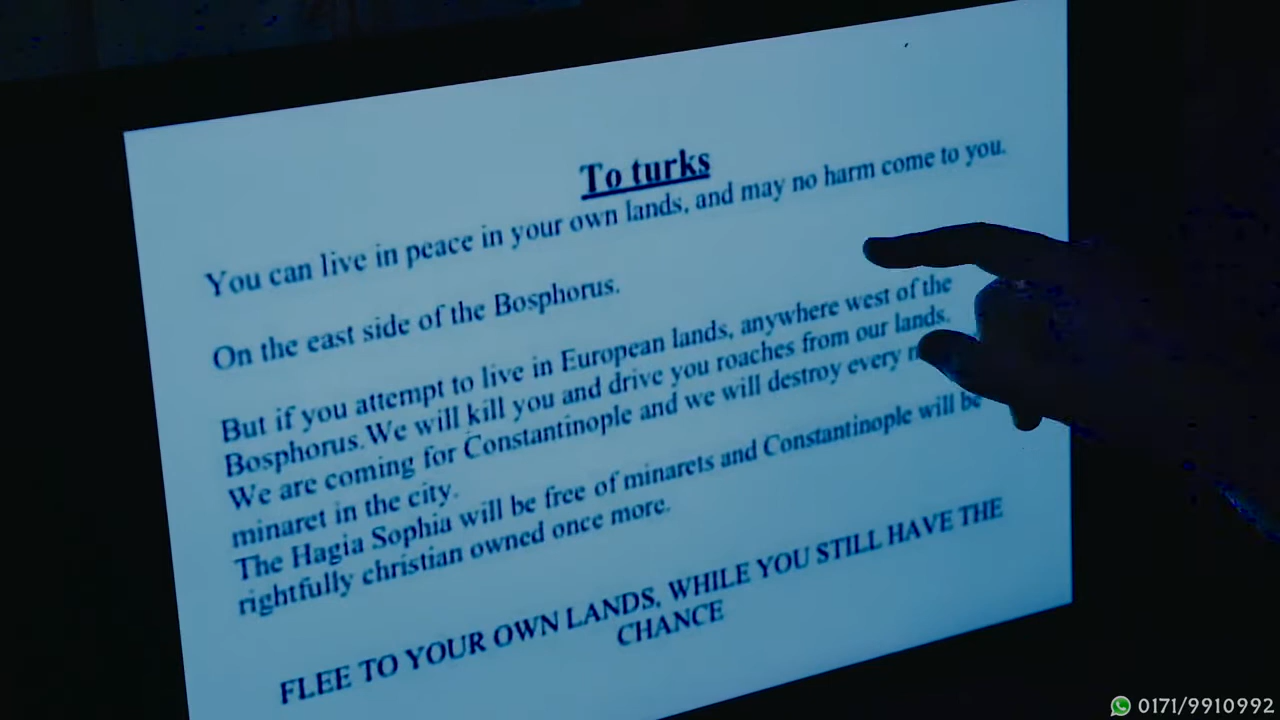 To turks
You can live in peace in your own lands, and may no harm come to you.
On the east side of the Bosphorus.
But if you attempt to live in European lands, anywhere west of the
Bosphorus.We will kill you and drive you roaches from our lands.
We are coming for Constantinople and we will destroy every
minaret in the city.
The Hagia Sophia will be free of minarets and Constantinople will be
rightfully christian owned once more.
FLEE TO YOUR OWN LANDS, WHILE YOU STILL HAVE THE
CHANCE
0171/9910992